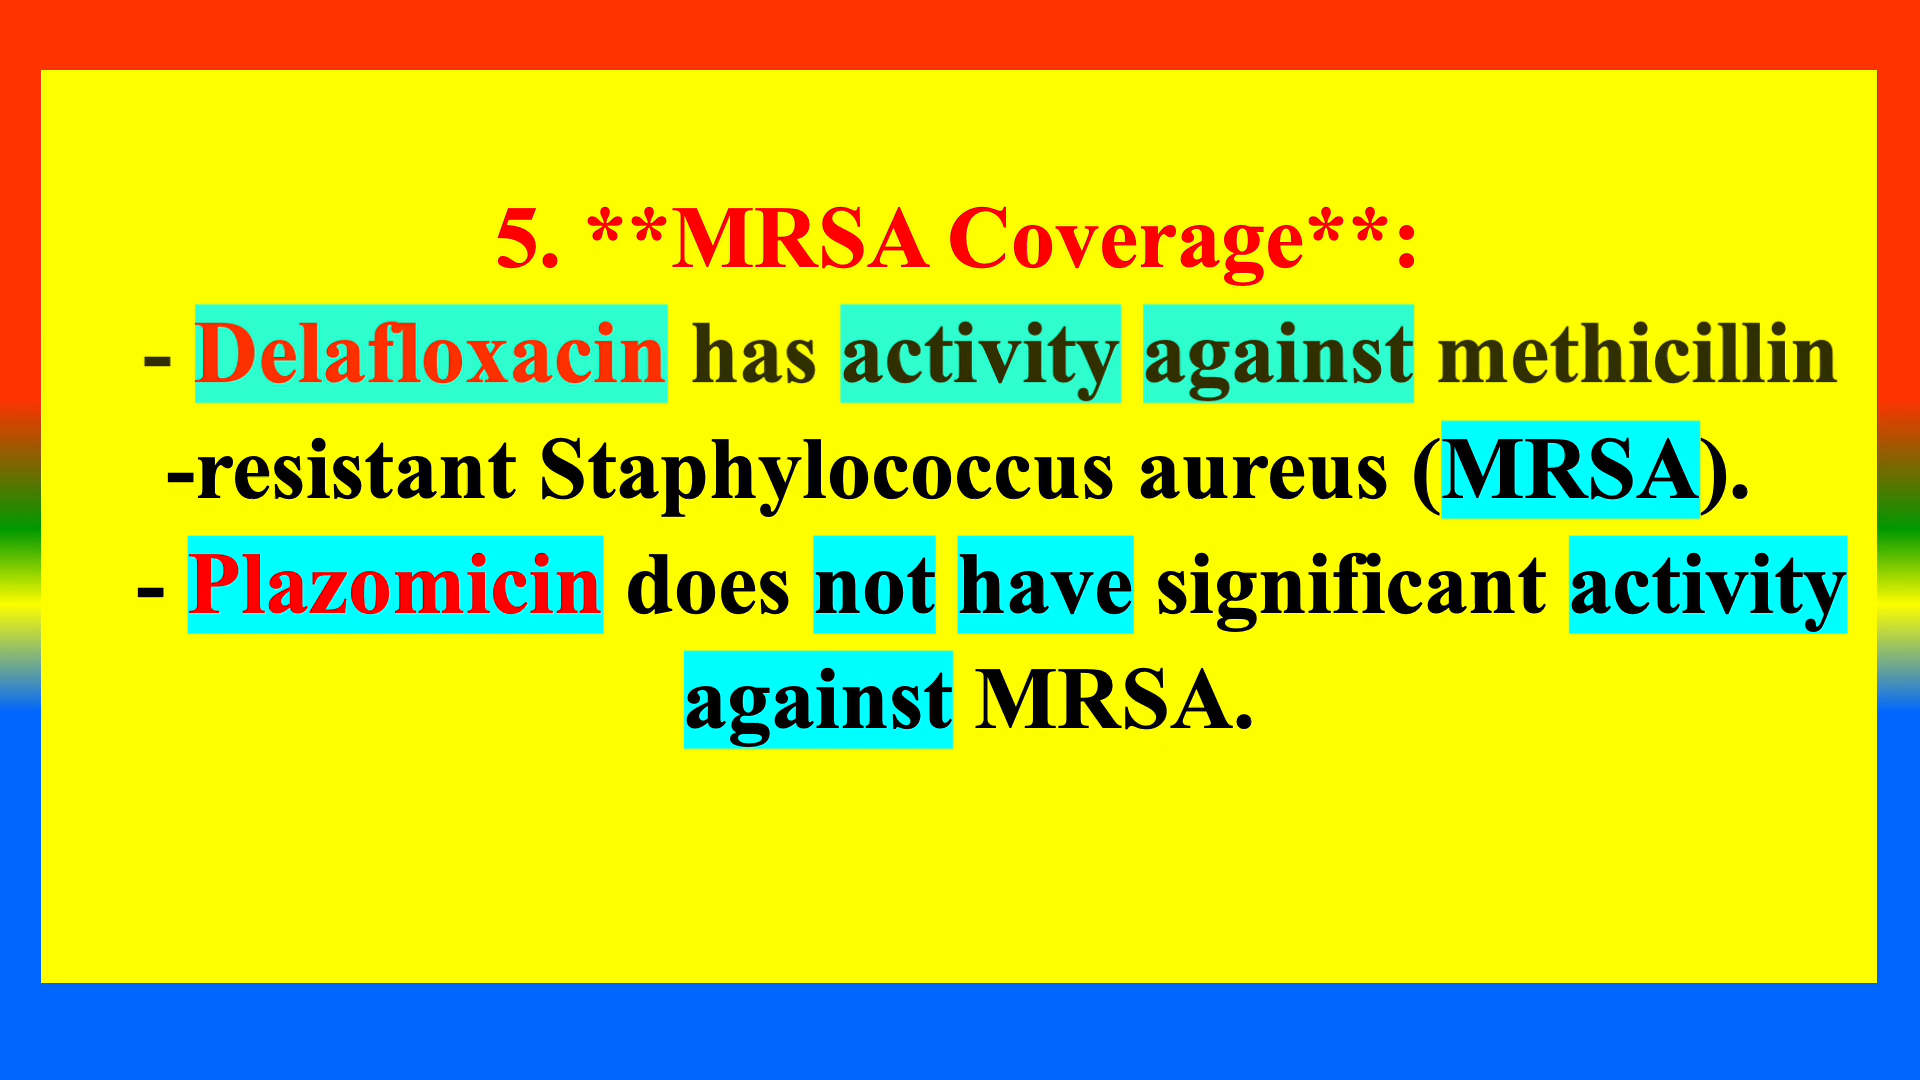 5. **MRSA Coverage**:
- Delafloxacin has activity against methicillin
-resistant Staphylococcus aureus (MRSA).
- Plazomicin does not have significant activity
against MRSA.